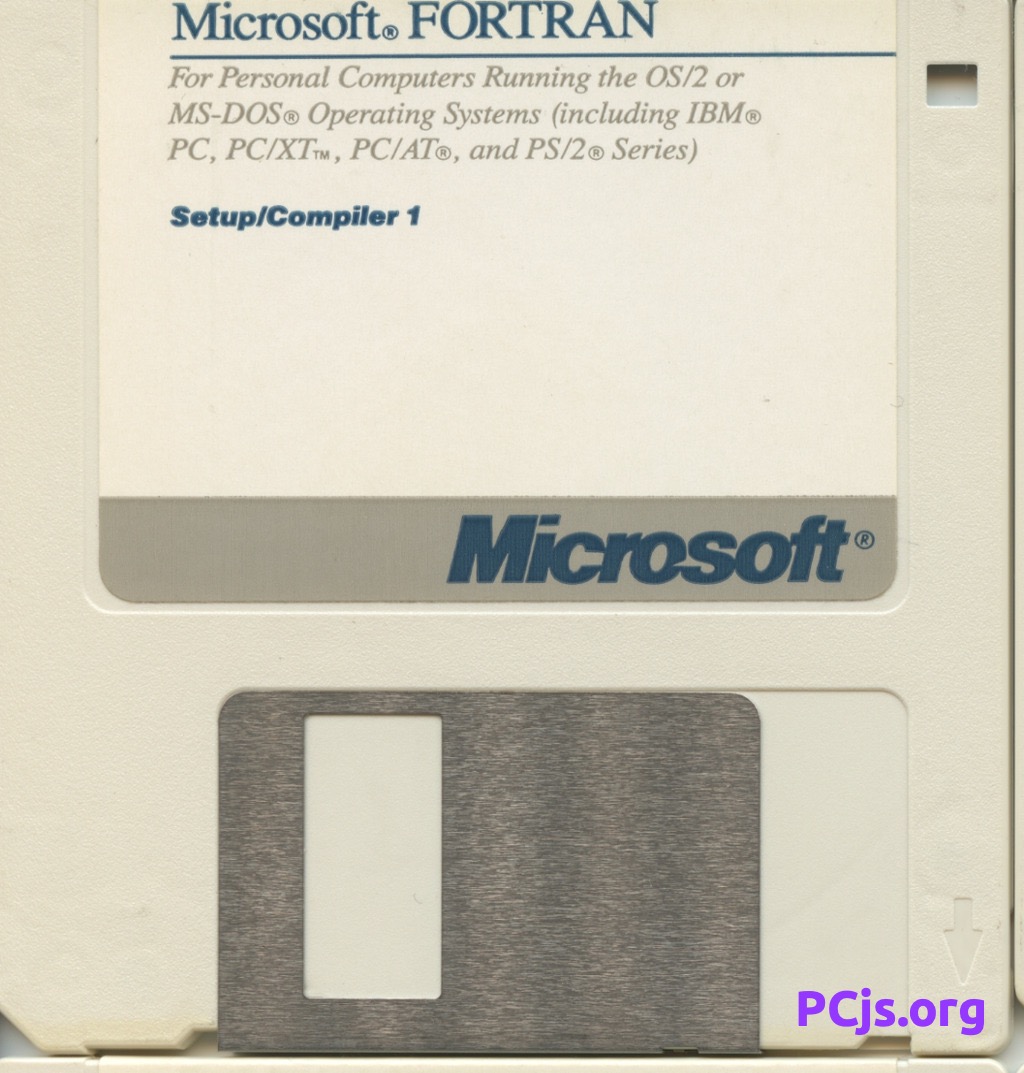 Microsoft® FORTRAN
For Personal Computers Running the OS/2 or
MS-DOS® Operating Systems (including IBM®
PC, PC/XT™, PC/AT®, and PS/2® Series)
Setup/Compiler 1
Microsoft®
PCjs.org